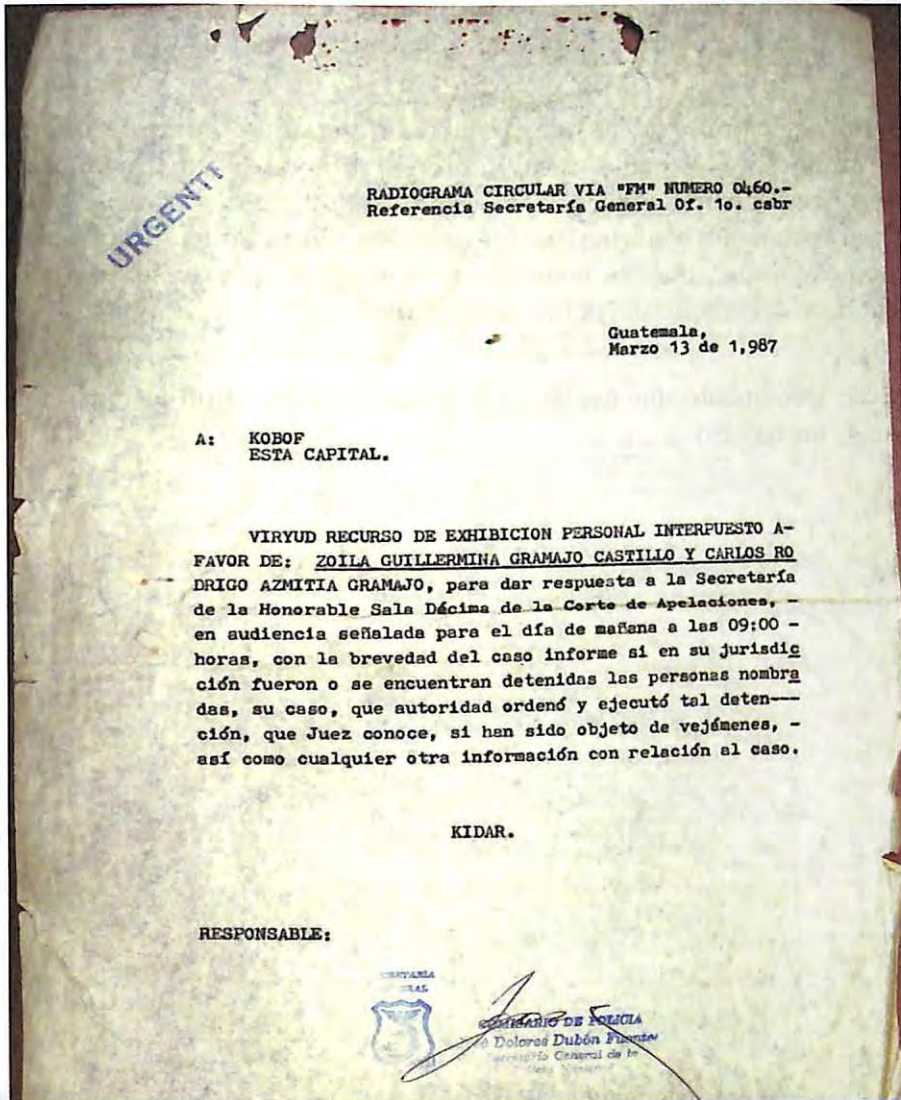 URGENTE
RADIOGRAMA CIRCULAR VIA "FM" NUMERO 0460.-
Referencia Secretaría General Of. 1o. csbr
Guatemala,
Marzo 13 de 1,987
A: KOBOF
ESTA CAPITAL.
VIRYUD RECURSO DE EXHIBICION PERSONAL INTERPUESTO A-
FAVOR DE: ZOILA GUILLERMINA GRAMAJO CASTILLO Y CARLOS RO
DRIGO AZMITIA GRAMAJO, para dar respuesta a la Secretaría
de la Honorable Sala Décima de la Corte de Apelaciones, -
en audiencia señalada para el día de mañana a las 09:00 -
horas, con la brevedad del caso informe si en su jurisdic
ción fueron o se encuentran detenidas las personas nombra
das, su caso, que autoridad ordenó y ejecutó tal deten---
ción, que Juez conoce, si han sido objeto de vejámenes, -
así como cualquier otra información con relación al caso.
KIDAR.
RESPONSABLE:
COMISARIO DE POLICIA
Dolores Dubón Fuentes
General de la